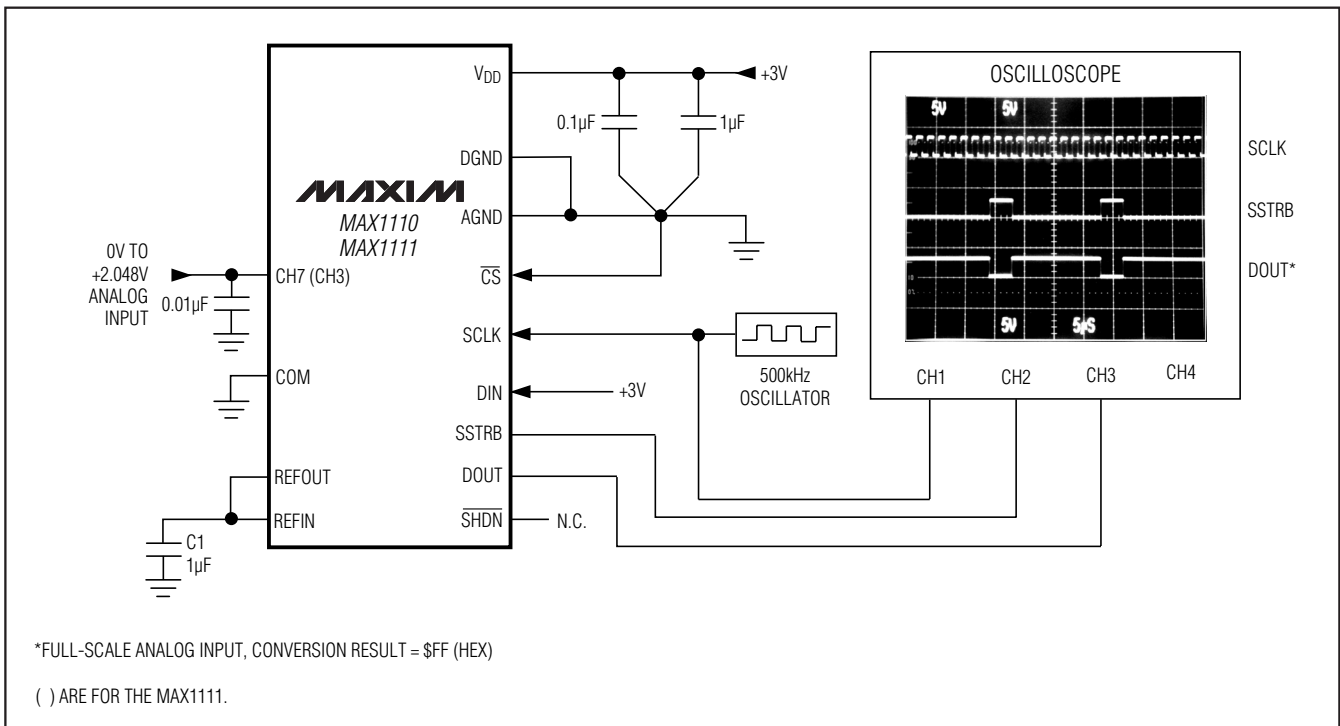 V_DD
+3V
0.1µF
1µF
DGND
MAXIM
MAX1110
MAX1111
AGND
0V TO
+2.048V
ANALOG
INPUT
CH7 (CH3)
0.01µF
CS
SCLK
500kHz
OSCILLATOR
COM
DIN
+3V
SSTRB
REFOUT
DOUT
REFIN
SHDN
N.C.
C1
1µF
OSCILLOSCOPE
5V
5V
SCLK
SSTRB
DOUT*
5V
5µS
CH1
CH2
CH3
CH4
*FULL-SCALE ANALOG INPUT, CONVERSION RESULT = $FF (HEX)
( ) ARE FOR THE MAX1111.